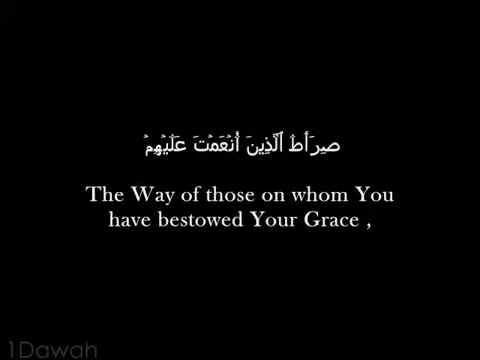 صِرَٰطَ ٱلَّذِينَ أَنْعَمْتَ عَلَيْهِمْ
The Way of those on whom You
have bestowed Your Grace ,
1Dawah